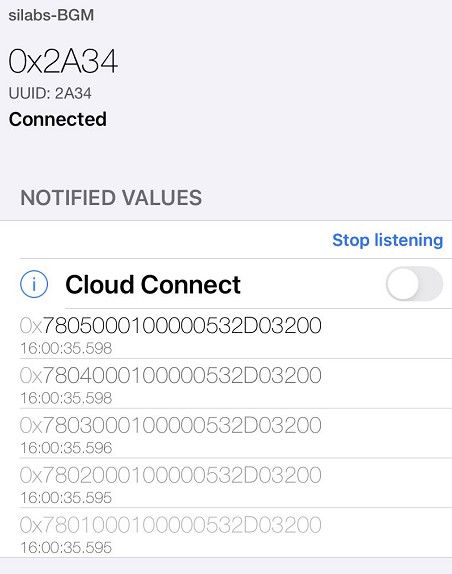 silabs-BGM
0x2A34
UUID: 2A34
Connected
NOTIFIED VALUES
Stop listening
Cloud Connect
0x7805000100000532D03200
16:00:35.598
0x7804000100000532D03200
16:00:35.598
0x7803000100000532D03200
16:00:35.596
0x7802000100000532D03200
16:00:35.595
0x7801000100000532D03200
16:00:35.595